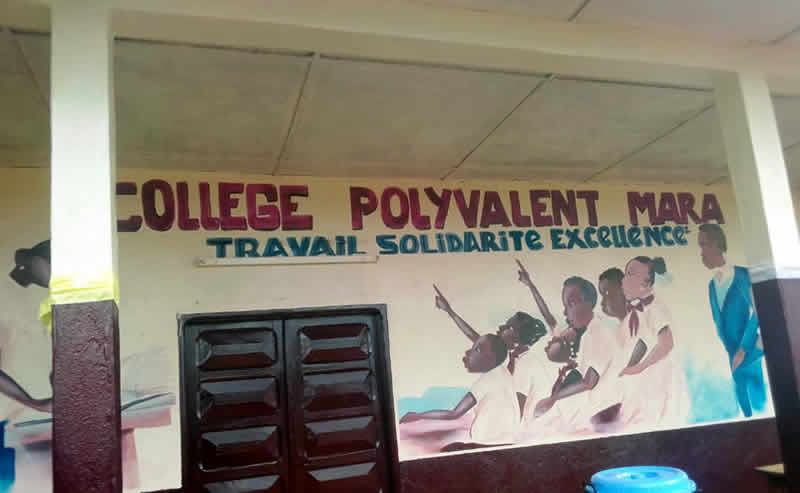 COLLEGE POLYVALENT MARA
TRAVAIL SOLIDARITE EXCELLENCE